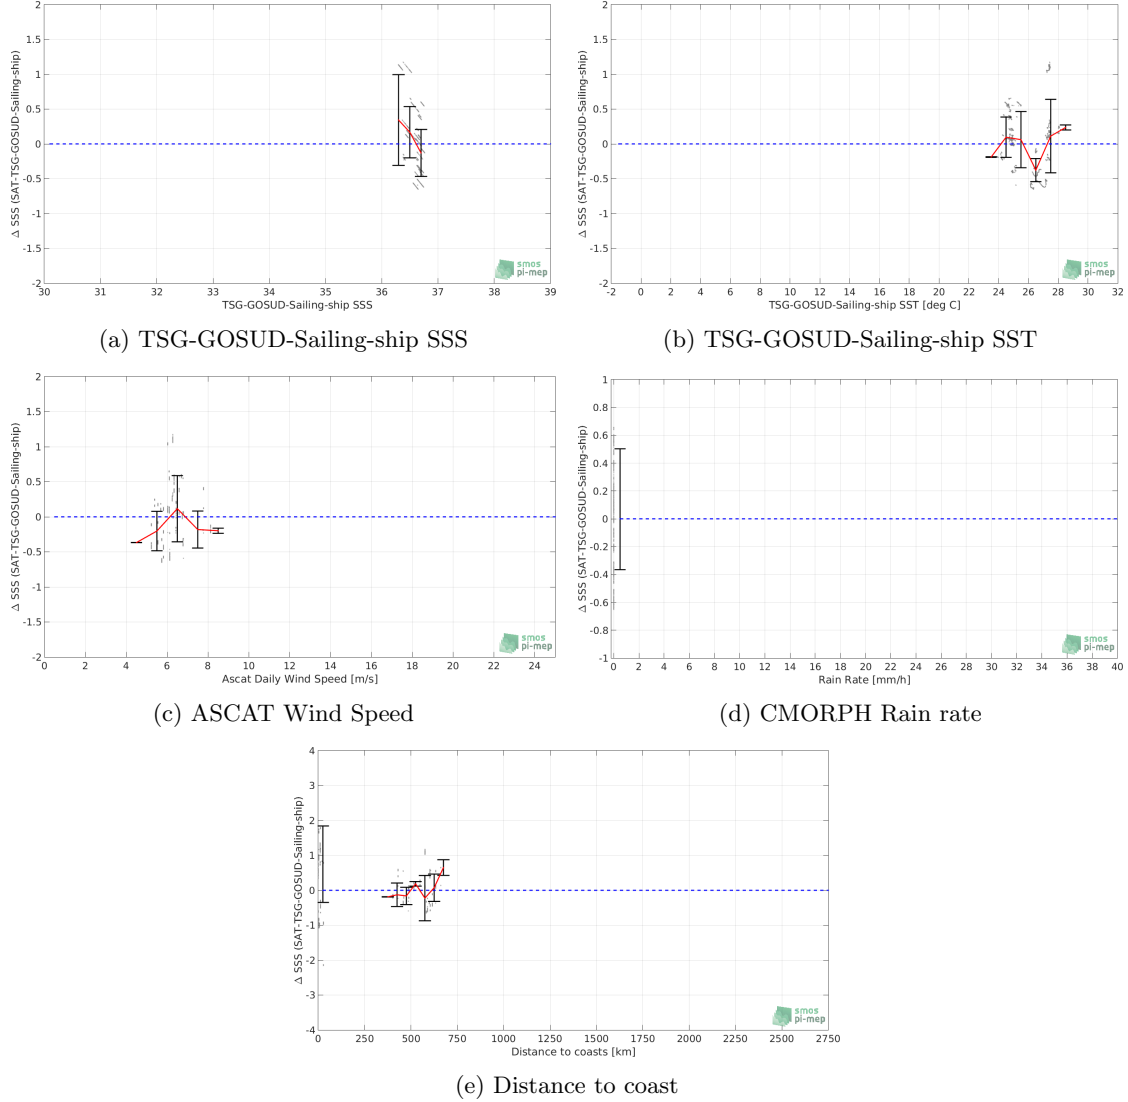 2
1.5
1
0.5
0
-0.5
-1
-1.5
-2
Δ SSS (SAT-TSG-GOSUD-Sailing-ship)
30 31 32 33 34 35 36 37 38 39
TSG-GOSUD-Sailing-ship SSS
smos
pi-mep
(a) TSG-GOSUD-Sailing-ship SSS
2
1.5
1
0.5
0
-0.5
-1
-1.5
-2
Δ SSS (SAT-TSG-GOSUD-Sailing-ship)
-2 0 2 4 6 8 10 12 14 16 18 20 22 24 26 28 30 32
TSG-GOSUD-Sailing-ship SST [deg C]
smos
pi-mep
(b) TSG-GOSUD-Sailing-ship SST
2
1.5
1
0.5
0
-0.5
-1
-1.5
-2
Δ SSS (SAT-TSG-GOSUD-Sailing-ship)
0 2 4 6 8 10 12 14 16 18 20 22 24
Ascat Daily Wind Speed [m/s]
smos
pi-mep
(c) ASCAT Wind Speed
1
0.8
0.6
0.4
0.2
0
-0.2
-0.4
-0.6
-0.8
-1
Δ SSS (SAT-TSG-GOSUD-Sailing-ship)
0 2 4 6 8 10 12 14 16 18 20 22 24 26 28 30 32 34 36 38 40
Rain Rate [mm/h]
smos
pi-mep
(d) CMORPH Rain rate
4
3
2
1
0
-1
-2
-3
-4
Δ SSS (SAT-TSG-GOSUD-Sailing-ship)
0 250 500 750 1000 1250 1500 1750 2000 2250 2500 2750
Distance to coasts [km]
smos
pi-mep
(e) Distance to coast